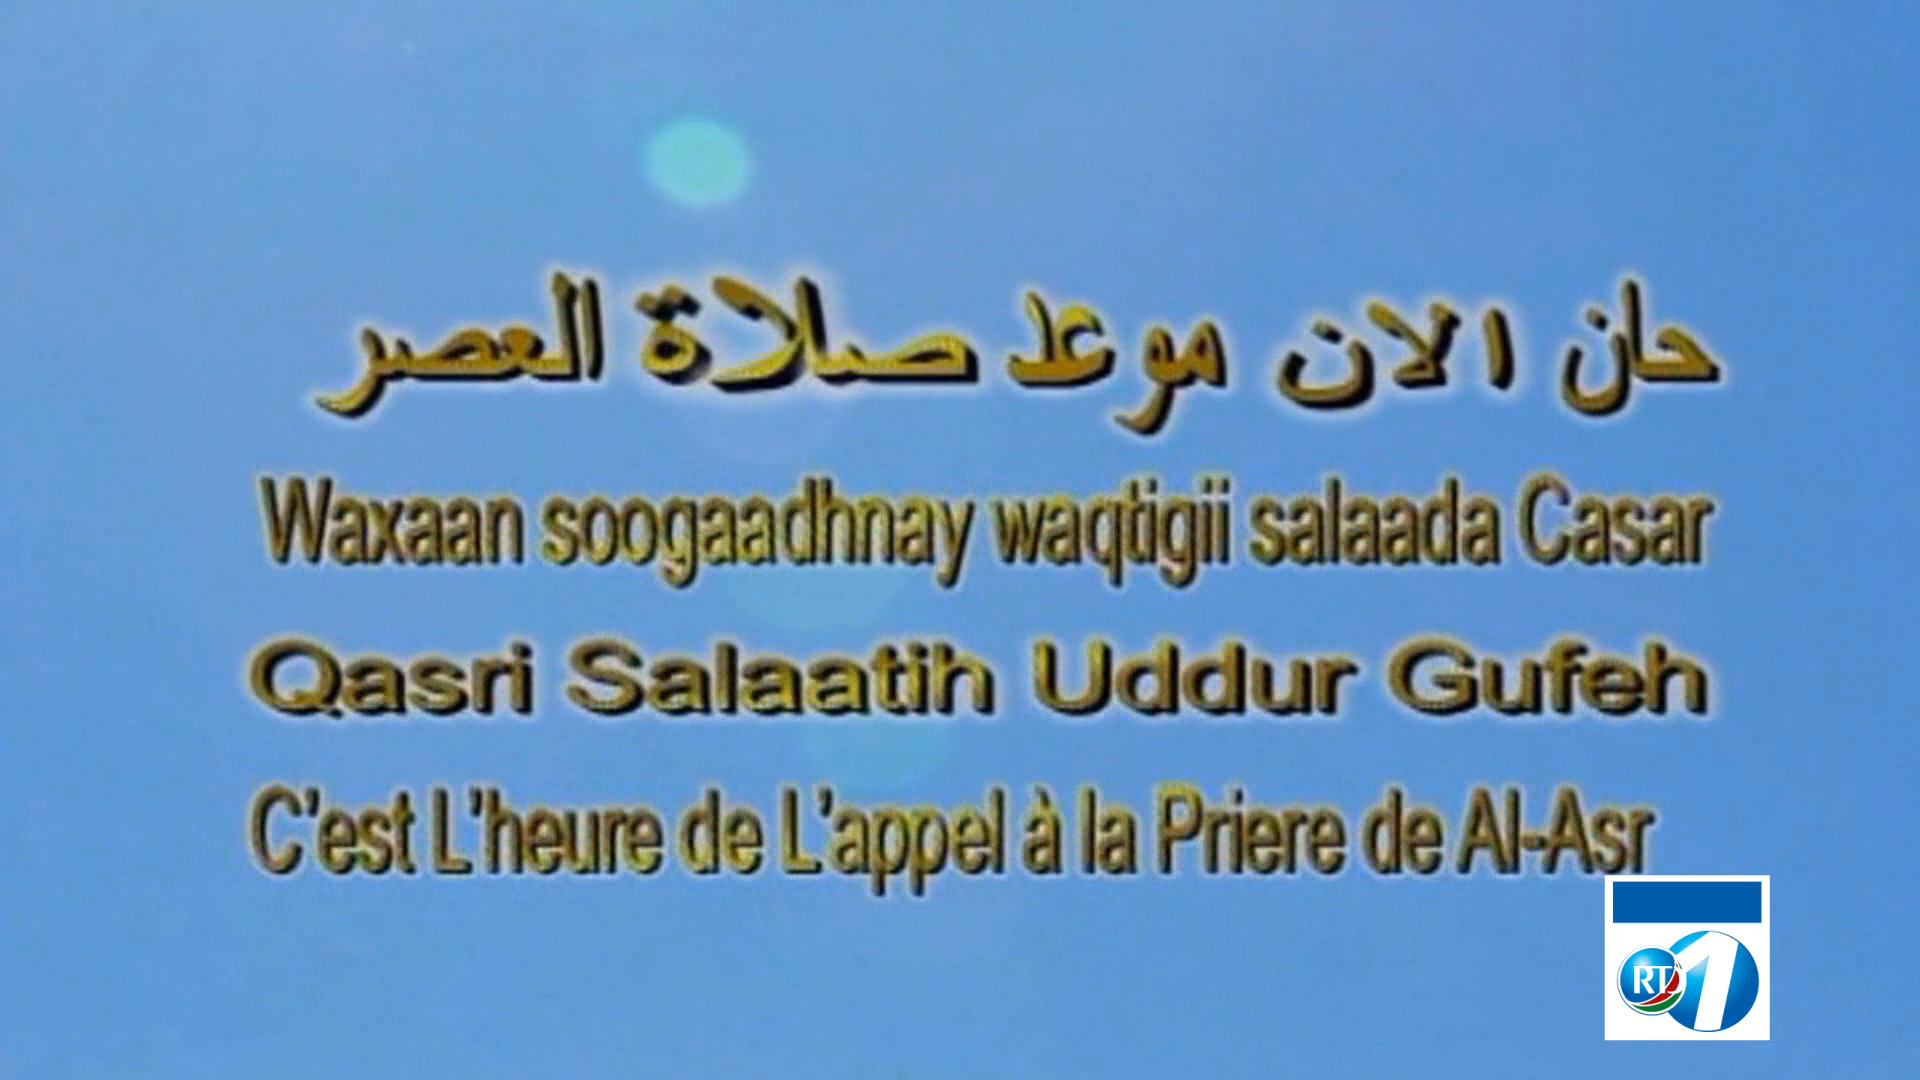 حان الان موعد صلاة العصر
Waxaan soogaadhnay waqtigii salaada Casar
Qasri Salaatih Uddur Gufeh
C'est L'heure de L'appel à la Priere de Al-Asr
RTD
1